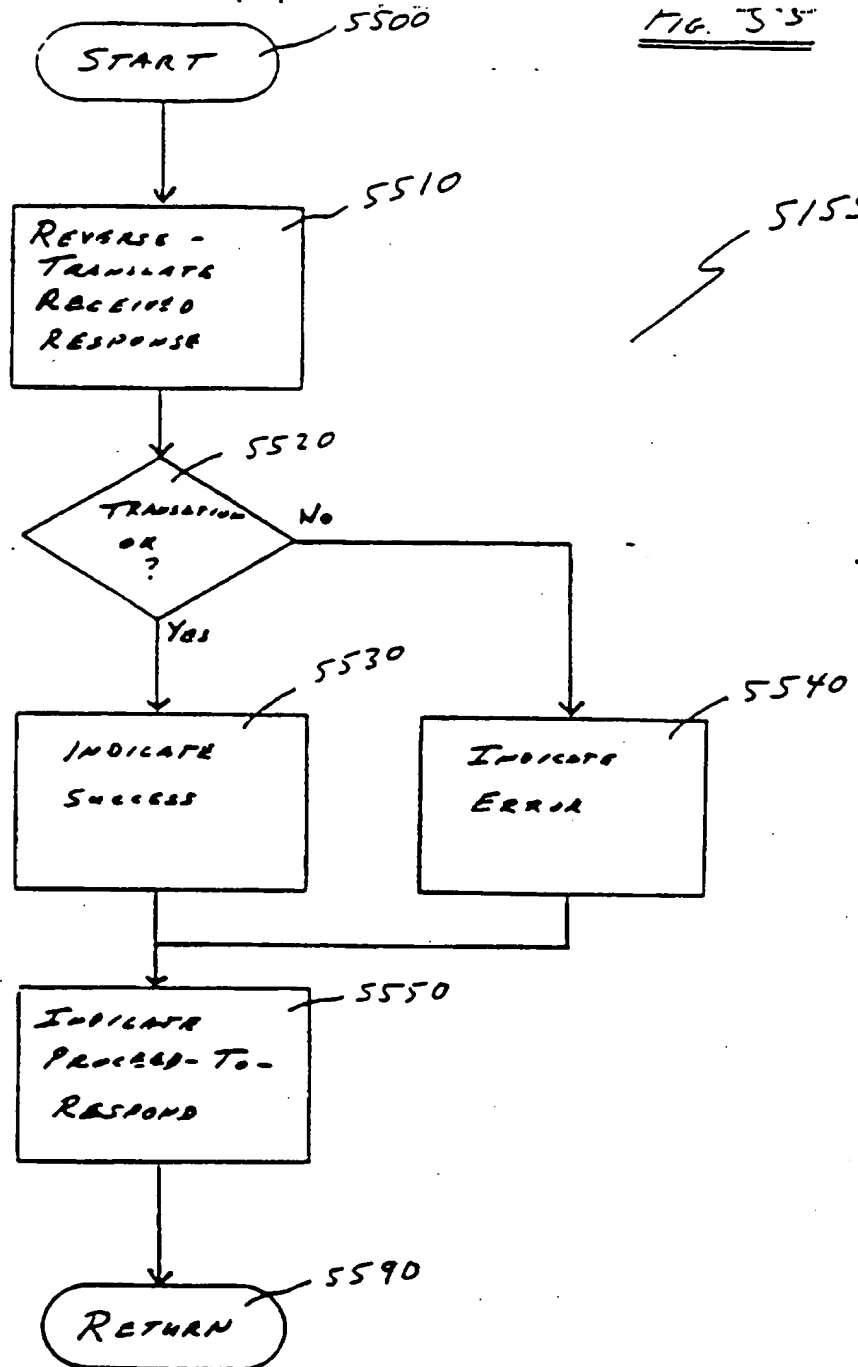 5500
FIG. 55
START
5510
5155
REVERSE-
TRANSLATE
RECEIVED
RESPONSE
5520
TRANSLATION
OK
?
No
Yes
5530
5540
INDICATE
SUCCESS
INDICATE
ERROR
5550
INDICATE
PROCEED-TO-
RESPOND
5590
RETURN